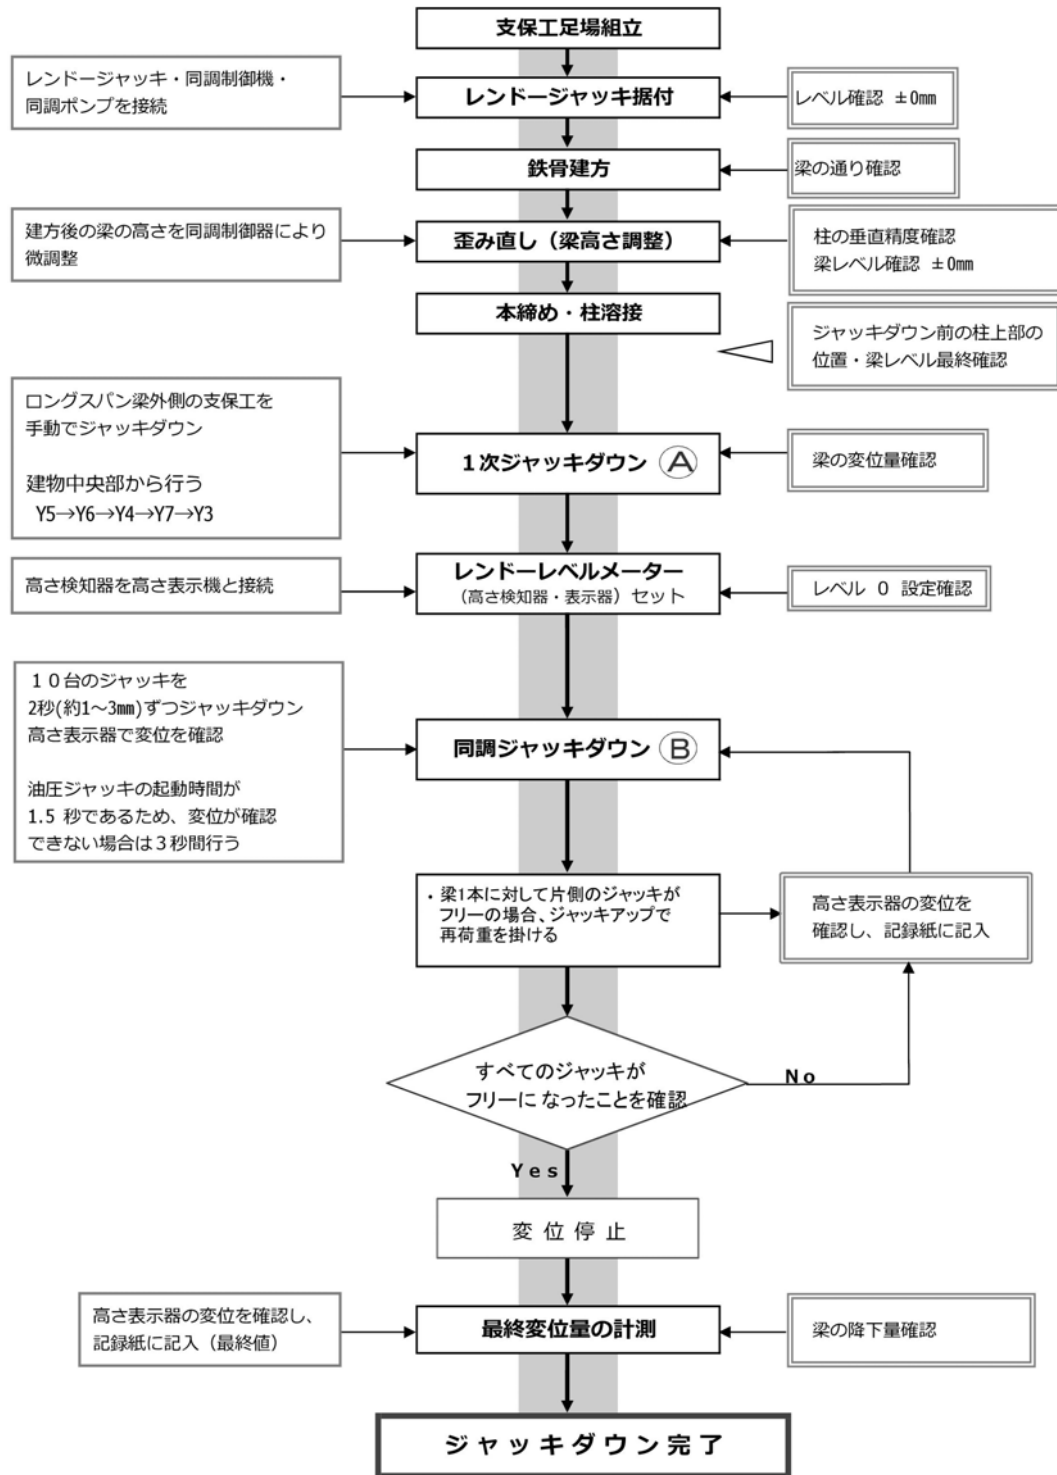 支保工足場組立
レンドージャッキ・同調制御機・
同調ポンプを接続
レンドージャッキ据付
レベル確認 ±0mm
鉄骨建方
梁の通り確認
建方後の梁の高さを同調制御器により
微調整
歪み直し（梁高さ調整）
柱の垂直精度確認
梁レベル確認 ±0mm
本締め・柱溶接
ジャッキダウン前の柱上部の
位置・梁レベル最終確認
ロングスパン梁外側の支保工を
手動でジャッキダウン
建物中央部から行う
Y5→Y6→Y4→Y7→Y3
１次ジャッキダウン Ⓐ
梁の変位量確認
高さ検知器を高さ表示機と接続
レンドーレベルメーター
（高さ検知器・表示器）セット
レベル 0 設定確認
１０台のジャッキを
2秒(約1～3㎜)ずつジャッキダウン
高さ表示器で変位を確認
油圧ジャッキの起動時間が
1.5 秒であるため、変位が確認
できない場合は３秒間行う
同調ジャッキダウン Ⓑ
・梁1本に対して片側のジャッキが
フリーの場合、ジャッキアップで
再荷重を掛ける
高さ表示器の変位を
確認し、記録紙に記入
すべてのジャッキが
フリーに なったことを確認
No
Yes
変位停止
高さ表示器の変位を確認し、
記録紙に記入（最終値）
最終変位量の計測
梁の降下量確認
ジャッキダウン完了